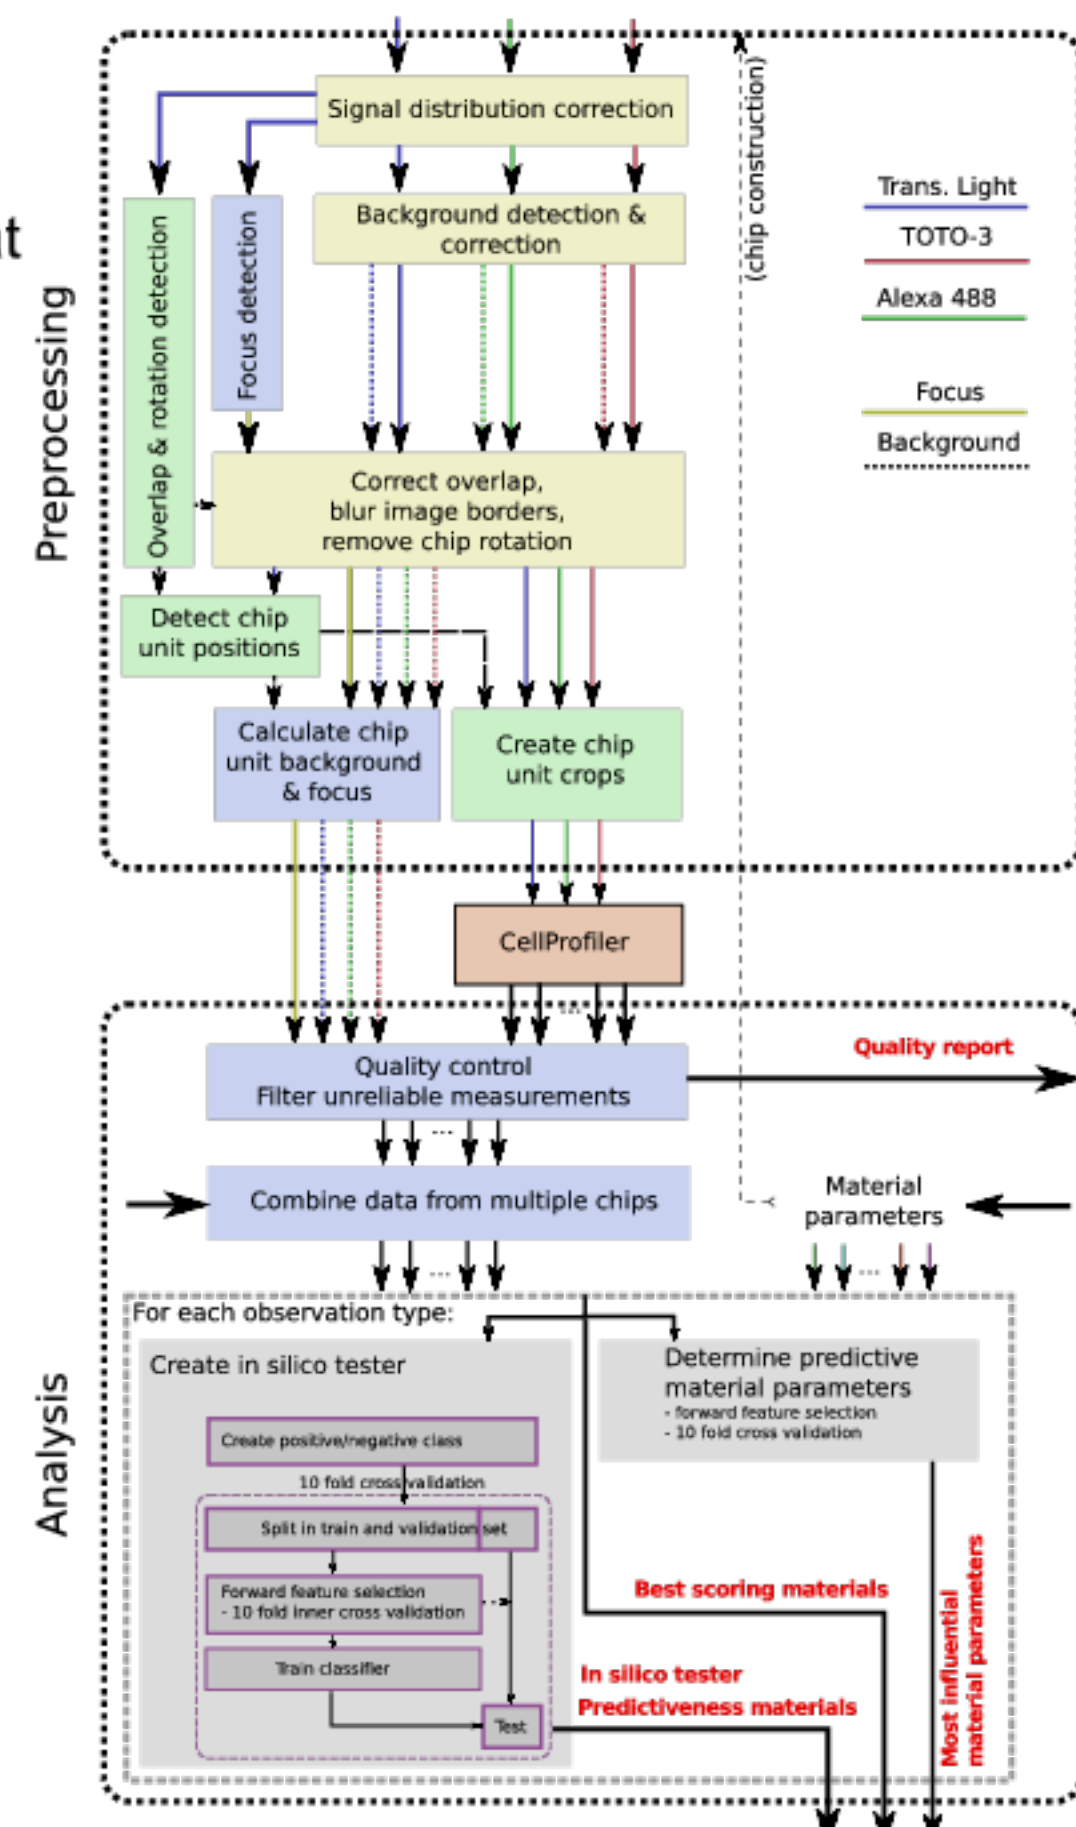 at
Signal distribution correction
(chip construction)
Trans. Light
TOTO-3
Alexa 488
Focus
Background
Background detection &
correction
Overlap & rotation detection
Focus detection
Preprocessing
Correct overlap,
blur image borders,
remove chip rotation
Detect chip
unit positions
Calculate chip
unit background
& focus
Create chip
unit crops
CellProfiler
...
Quality control
Filter unreliable measurements
Quality report
...
Combine data from multiple chips
Material
parameters
...
...
For each observation type:
Analysis
Create in silico tester
Determine predictive
material parameters
- forward feature selection
- 10 fold cross validation
Create positive/negative class
10 fold cross validation
Split in train and validation set
Forward feature selection
- 10 fold inner cross validation
Train classifier
Test
Best scoring materials
In silico tester
Predictiveness materials
Most influential
material parameters